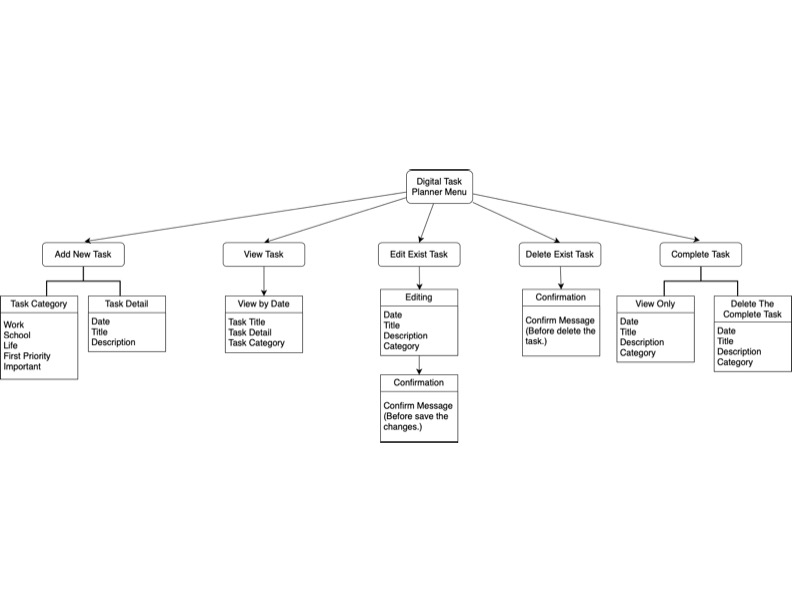 Digital Task
Planner Menu
Add New Task
View Task
Edit Exist Task
Delete Exist Task
Complete Task
Task Category
Work
School
Life
First Priority
Important
Task Detail
Date
Title
Description
View by Date
Task Title
Task Detail
Task Category
Editing
Date
Title
Description
Category
Confirmation
Confirm Message
(Before save the
changes.)
Confirmation
Confirm Message
(Before delete the
task.)
View Only
Date
Title
Description
Category
Delete The
Complete Task
Date
Title
Description
Category